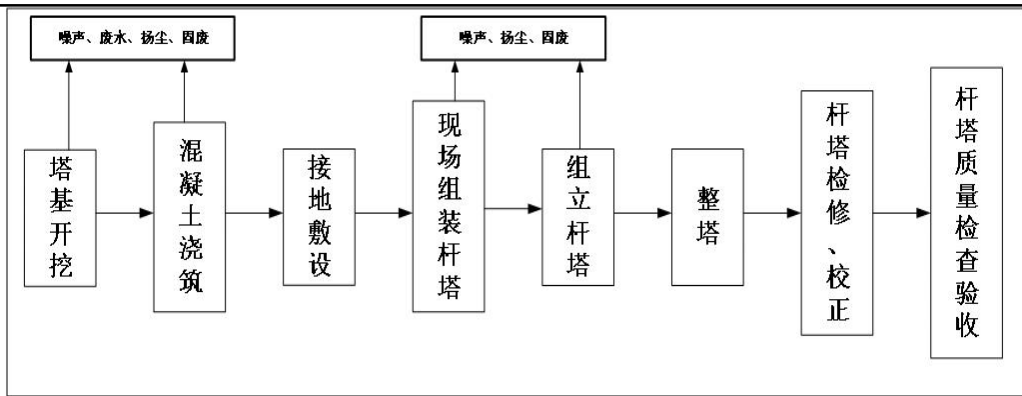 噪声、废水、扬尘、固废
噪声、扬尘、固废
塔基开挖
混凝土浇筑
接地敷设
现场组装杆塔
组立杆塔
整塔
杆塔检修、校正
杆塔质量检查验收